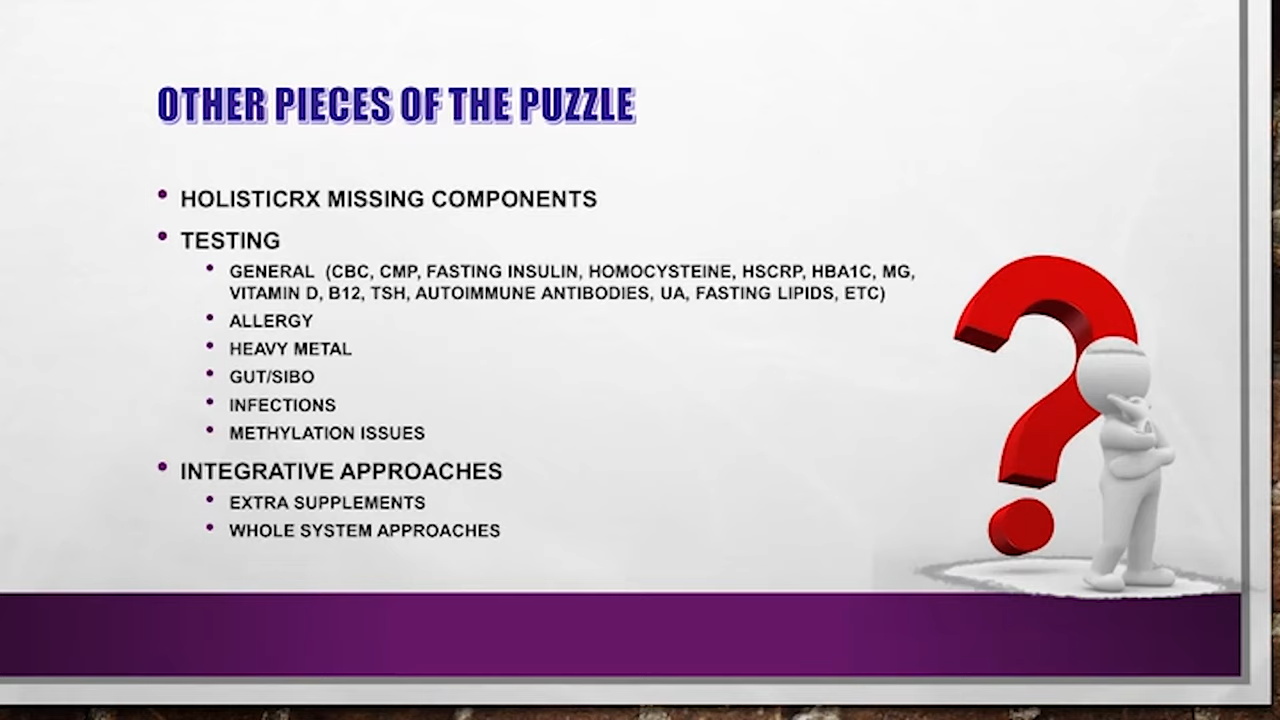 OTHER PIECES OF THE PUZZLE
• HOLISTICRX MISSING COMPONENTS
• TESTING
• GENERAL (CBC, CMP, FASTING INSULIN, HOMOCYSTEINE, HSCRP, HBA1C, MG,
VITAMIN D, B12, TSH, AUTOIMMUNE ANTIBODIES, UA, FASTING LIPIDS, ETC)
• ALLERGY
• HEAVY METAL
• GUT/SIBO
• INFECTIONS
• METHYLATION ISSUES
• INTEGRATIVE APPROACHES
• EXTRA SUPPLEMENTS
• WHOLE SYSTEM APPROACHES